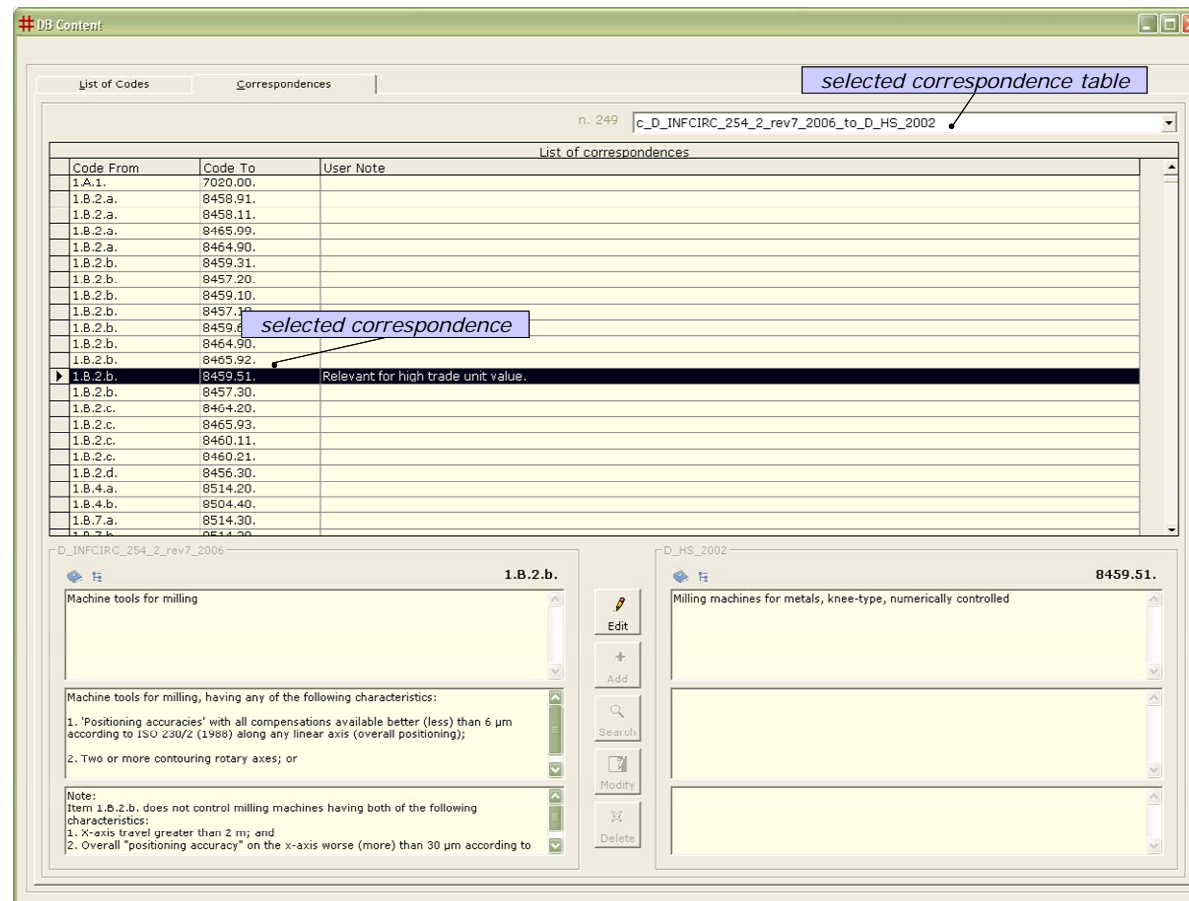 DB Content
List of Codes Correspondences
selected correspondence table
n. 249 c_D_INFCIRC_254_2_rev7_2006_to_D_HS_2002
List of correspondences
Code From Code To User Note
1.A.1. 7020.00.
1.B.2.a. 8458.91.
1.B.2.a. 8458.11.
1.B.2.a. 8465.99.
1.B.2.a. 8464.90.
1.B.2.b. 8459.31.
1.B.2.b. 8457.20.
1.B.2.b. 8459.10.
1.B.2.b.
1.B.2.b.
selected correspondence
1.B.2.b. 8464.90.
1.B.2.b. 8465.92.
1.B.2.b. 8459.51. Relevant for high trade unit value.
1.B.2.b. 8457.30.
1.B.2.c. 8464.20.
1.B.2.c. 8465.93.
1.B.2.c. 8460.11.
1.B.2.c. 8460.21.
1.B.2.d. 8456.30.
1.B.4.a. 8514.20.
1.B.4.b. 8504.40.
1.B.7.a. 8514.30.
D_INFCIRC_254_2_rev7_2006 D_HS_2002
1.B.2.b. 8459.51.
Machine tools for milling
Milling machines for metals, knee-type, numerically controlled
Edit
Add
Search
Modify
Delete
Machine tools for milling, having any of the following characteristics:
1. 'Positioning accuracies' with all compensations available better (less) than 6 µm
according to ISO 230/2 (1988) along any linear axis (overall positioning);
2. Two or more contouring rotary axes; or
Note:
Item 1.B.2.b. does not control milling machines having both of the following
characteristics:
1. X-axis travel greater than 2 m; and
2. Overall "positioning accuracy" on the x-axis worse (more) than 30 µm according to